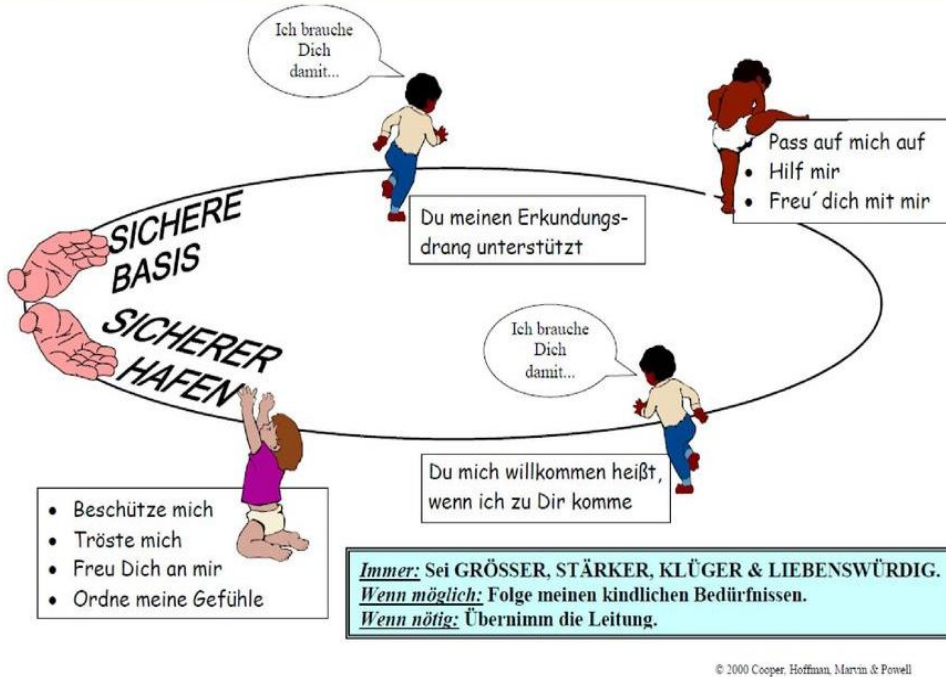 Ich brauche
Dich
damit...
Pass auf mich auf
• Hilf mir
• Freu´ dich mit mir
Du meinen Erkundungs-
drang unterstützt
SICHERE
BASIS
SICHERER
HAFEN
Ich brauche
Dich
damit...
Du mich willkommen heißt,
wenn ich zu Dir komme
• Beschütze mich
• Tröste mich
• Freu Dich an mir
• Ordne meine Gefühle
Immer: Sei GRÖSSER, STÄRKER, KLÜGER & LIEBENSWÜRDIG.
Wenn möglich: Folge meinen kindlichen Bedürfnissen.
Wenn nötig: Übernimm die Leitung.
© 2000 Cooper, Hoffman, Marvin & Powell